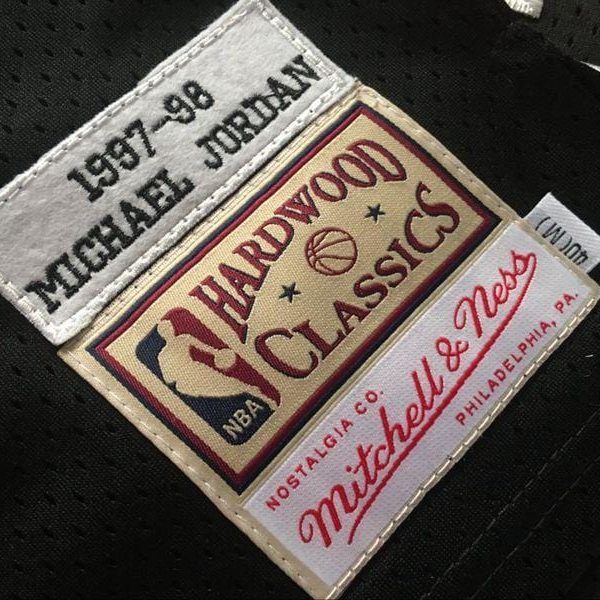 1997-98
MICHAEL JORDAN
HARDWOOD
CLASSICS
NBA
NOSTALGIA CO.
Mitchell & Ness
PHILADELPHIA, PA.
40(M)